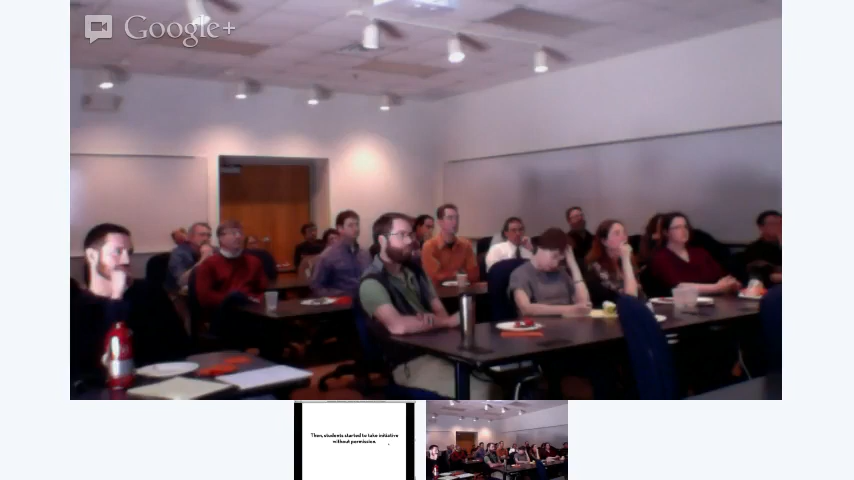 Google+
Then, students started to take initiative
without permission.